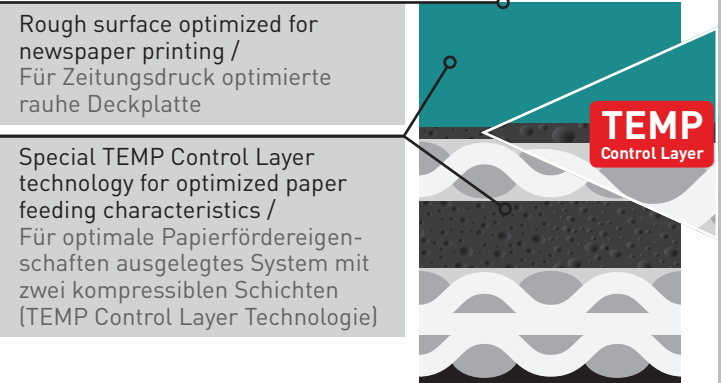 Rough surface optimized for
newspaper printing /
Für Zeitungsdruck optimierte
rauhe Deckplatte
TEMP
Control Layer
Special TEMP Control Layer
technology for optimized paper
feeding characteristics /
Für optimale Papierfördereigen-
schaften ausgelegtes System mit
zwei kompressiblen Schichten
(TEMP Control Layer Technologie)